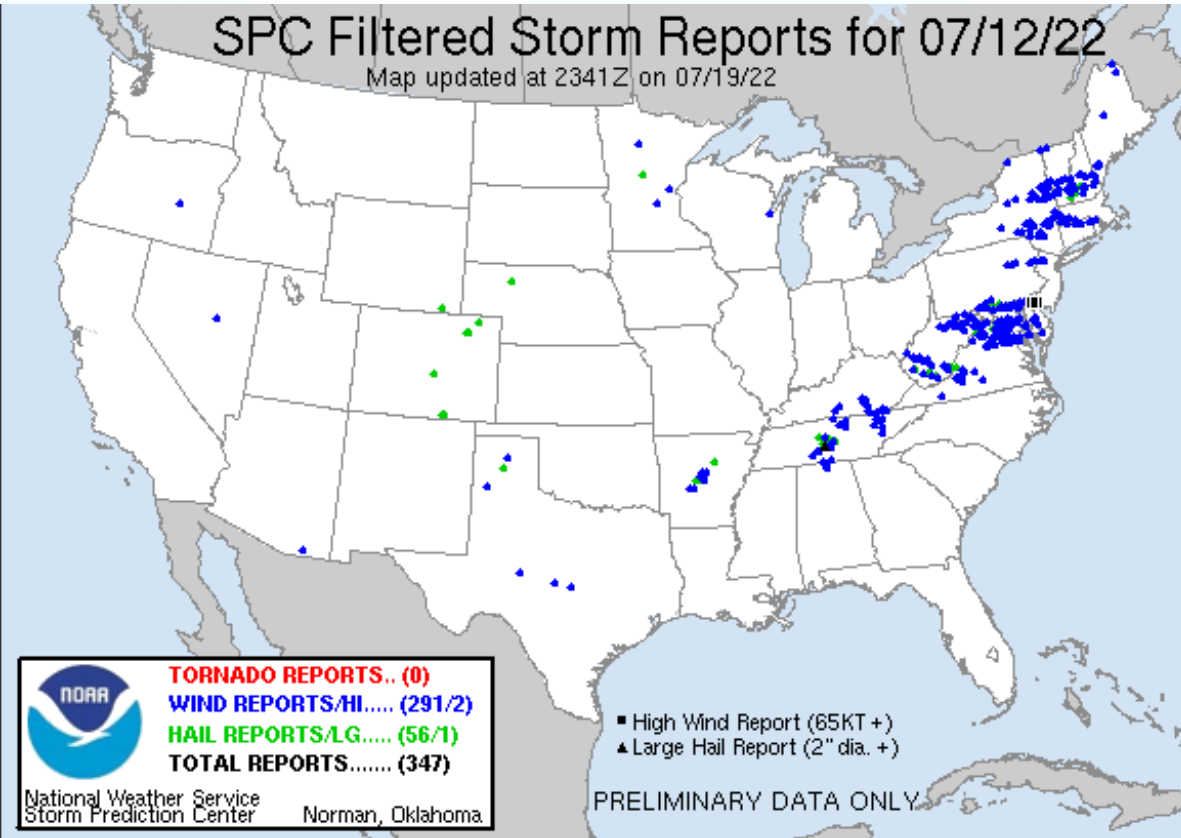 SPC Filtered Storm Reports for 07/12/22
Map updated at 2341Z on 07/19/22
NOAA
TORNADO REPORTS.. (0)
WIND REPORTS/HI..... (291/2)
HAIL REPORTS/LG..... (56/1)
TOTAL REPORTS....... (347)
National Weather Service
Storm Prediction Center Norman, Oklahoma
High Wind Report (65KT +)
Large Hail Report (2" dia. +)
PRELIMINARY DATA ONLY